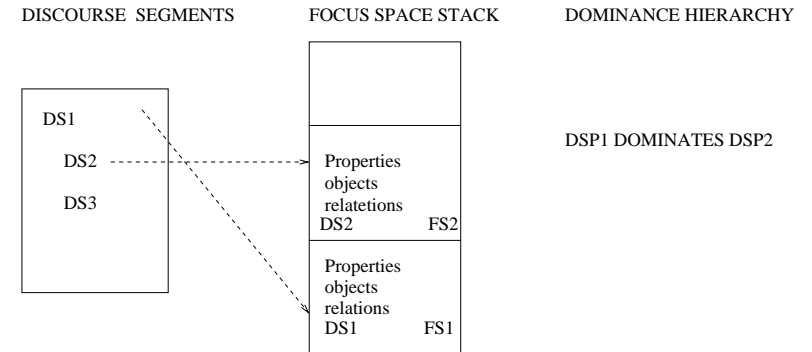 DISCOURSE SEGMENTS
FOCUS SPACE STACK
DOMINANCE HIERARCHY
DS1
DS2
DS3
Properties
objects
relatetions
DS2 FS2
Properties
objects
relations
DS1 FS1
DSP1 DOMINATES DSP2